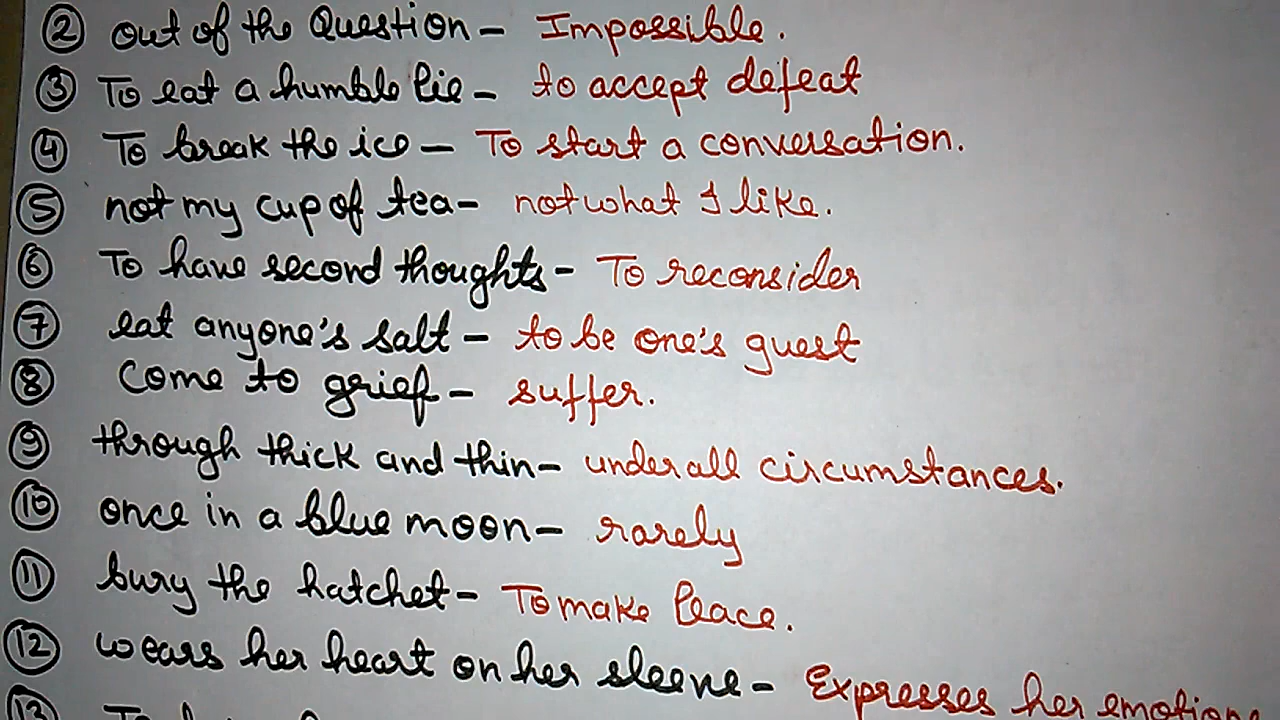 ② out of the Question - Impossible.
③ To eat a humble Pie - to accept defeat
④ To break the ice - To start a conversation.
⑤ not my cup of tea - not what I like.
⑥ To have second thoughts - To reconsider
⑦ eat anyone's salt - to be one's guest
⑧ Come to grief - suffer.
⑨ through thick and thin - under all circumstances.
⑩ once in a blue moon - rarely
⑪ bury the hatchet - To make Peace.
⑫ wears her heart on her sleeve - Expresses her emotions
⑬ To